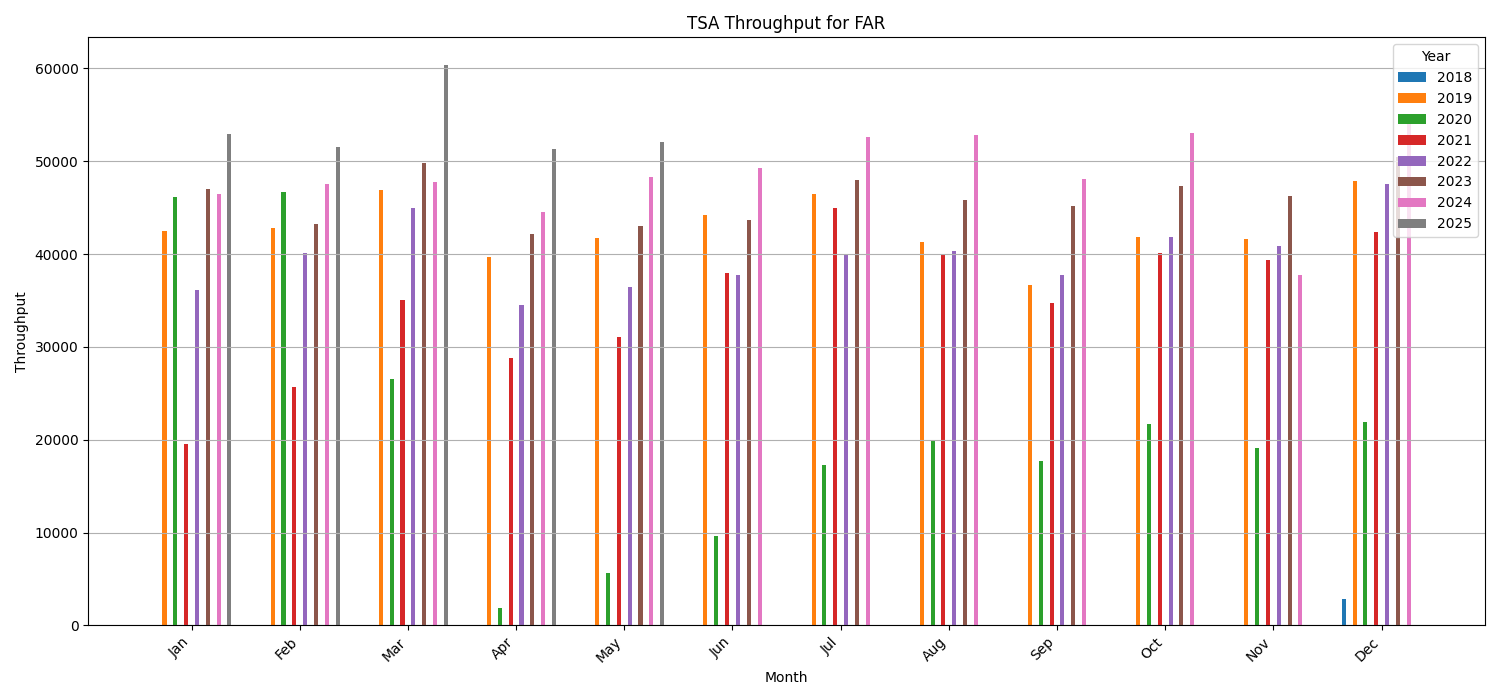 TSA Throughput for FAR
Throughput
60000
50000
40000
30000
20000
10000
0
Year
2018
2019
2020
2021
2022
2023
2024
2025
Jan
Feb
Mar
Apr
May
Jun
Jul
Aug
Sep
Oct
Nov
Dec
Month